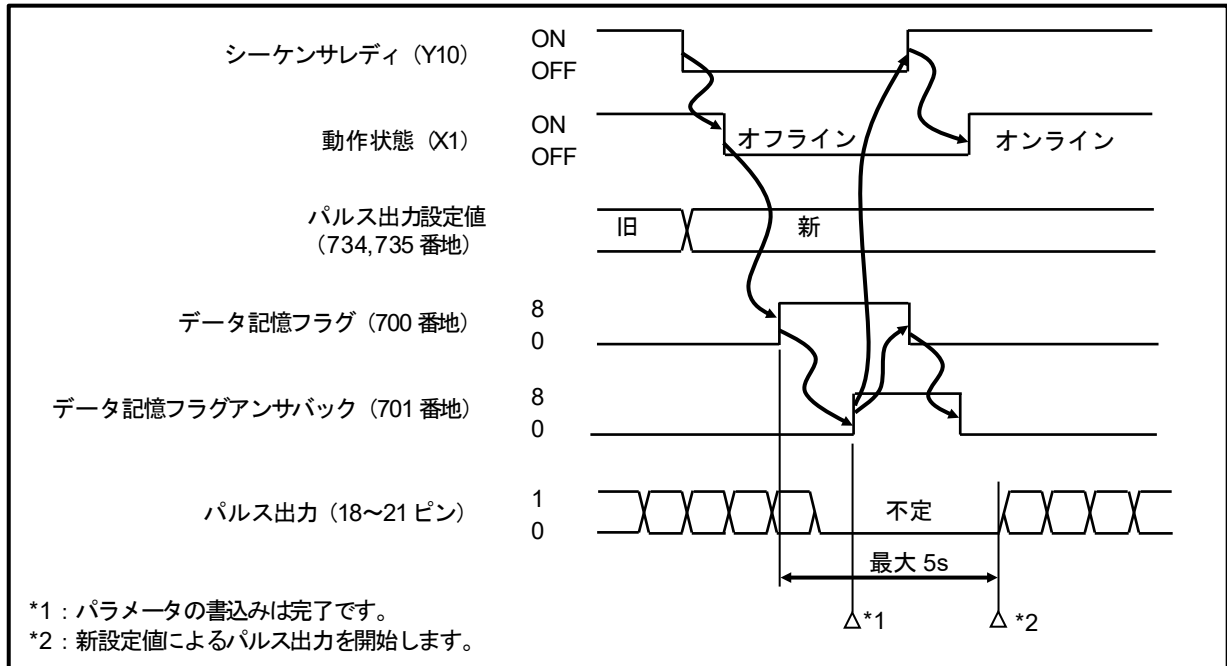 シーケンサレディ（Y10）
ON
OFF
動作状態（X1）
ON
OFF
オフライン
オンライン
パルス出力設定値
（734,735 番地）
旧
新
データ記憶フラグ（700 番地）
8
0
データ記憶フラグアンサバック（701 番地）
8
0
パルス出力（18～21 ピン）
1
0
不定
最大 5s
*1：パラメータの書込みは完了です。
*2：新設定値によるパルス出力を開始します。
△*1
△ *2